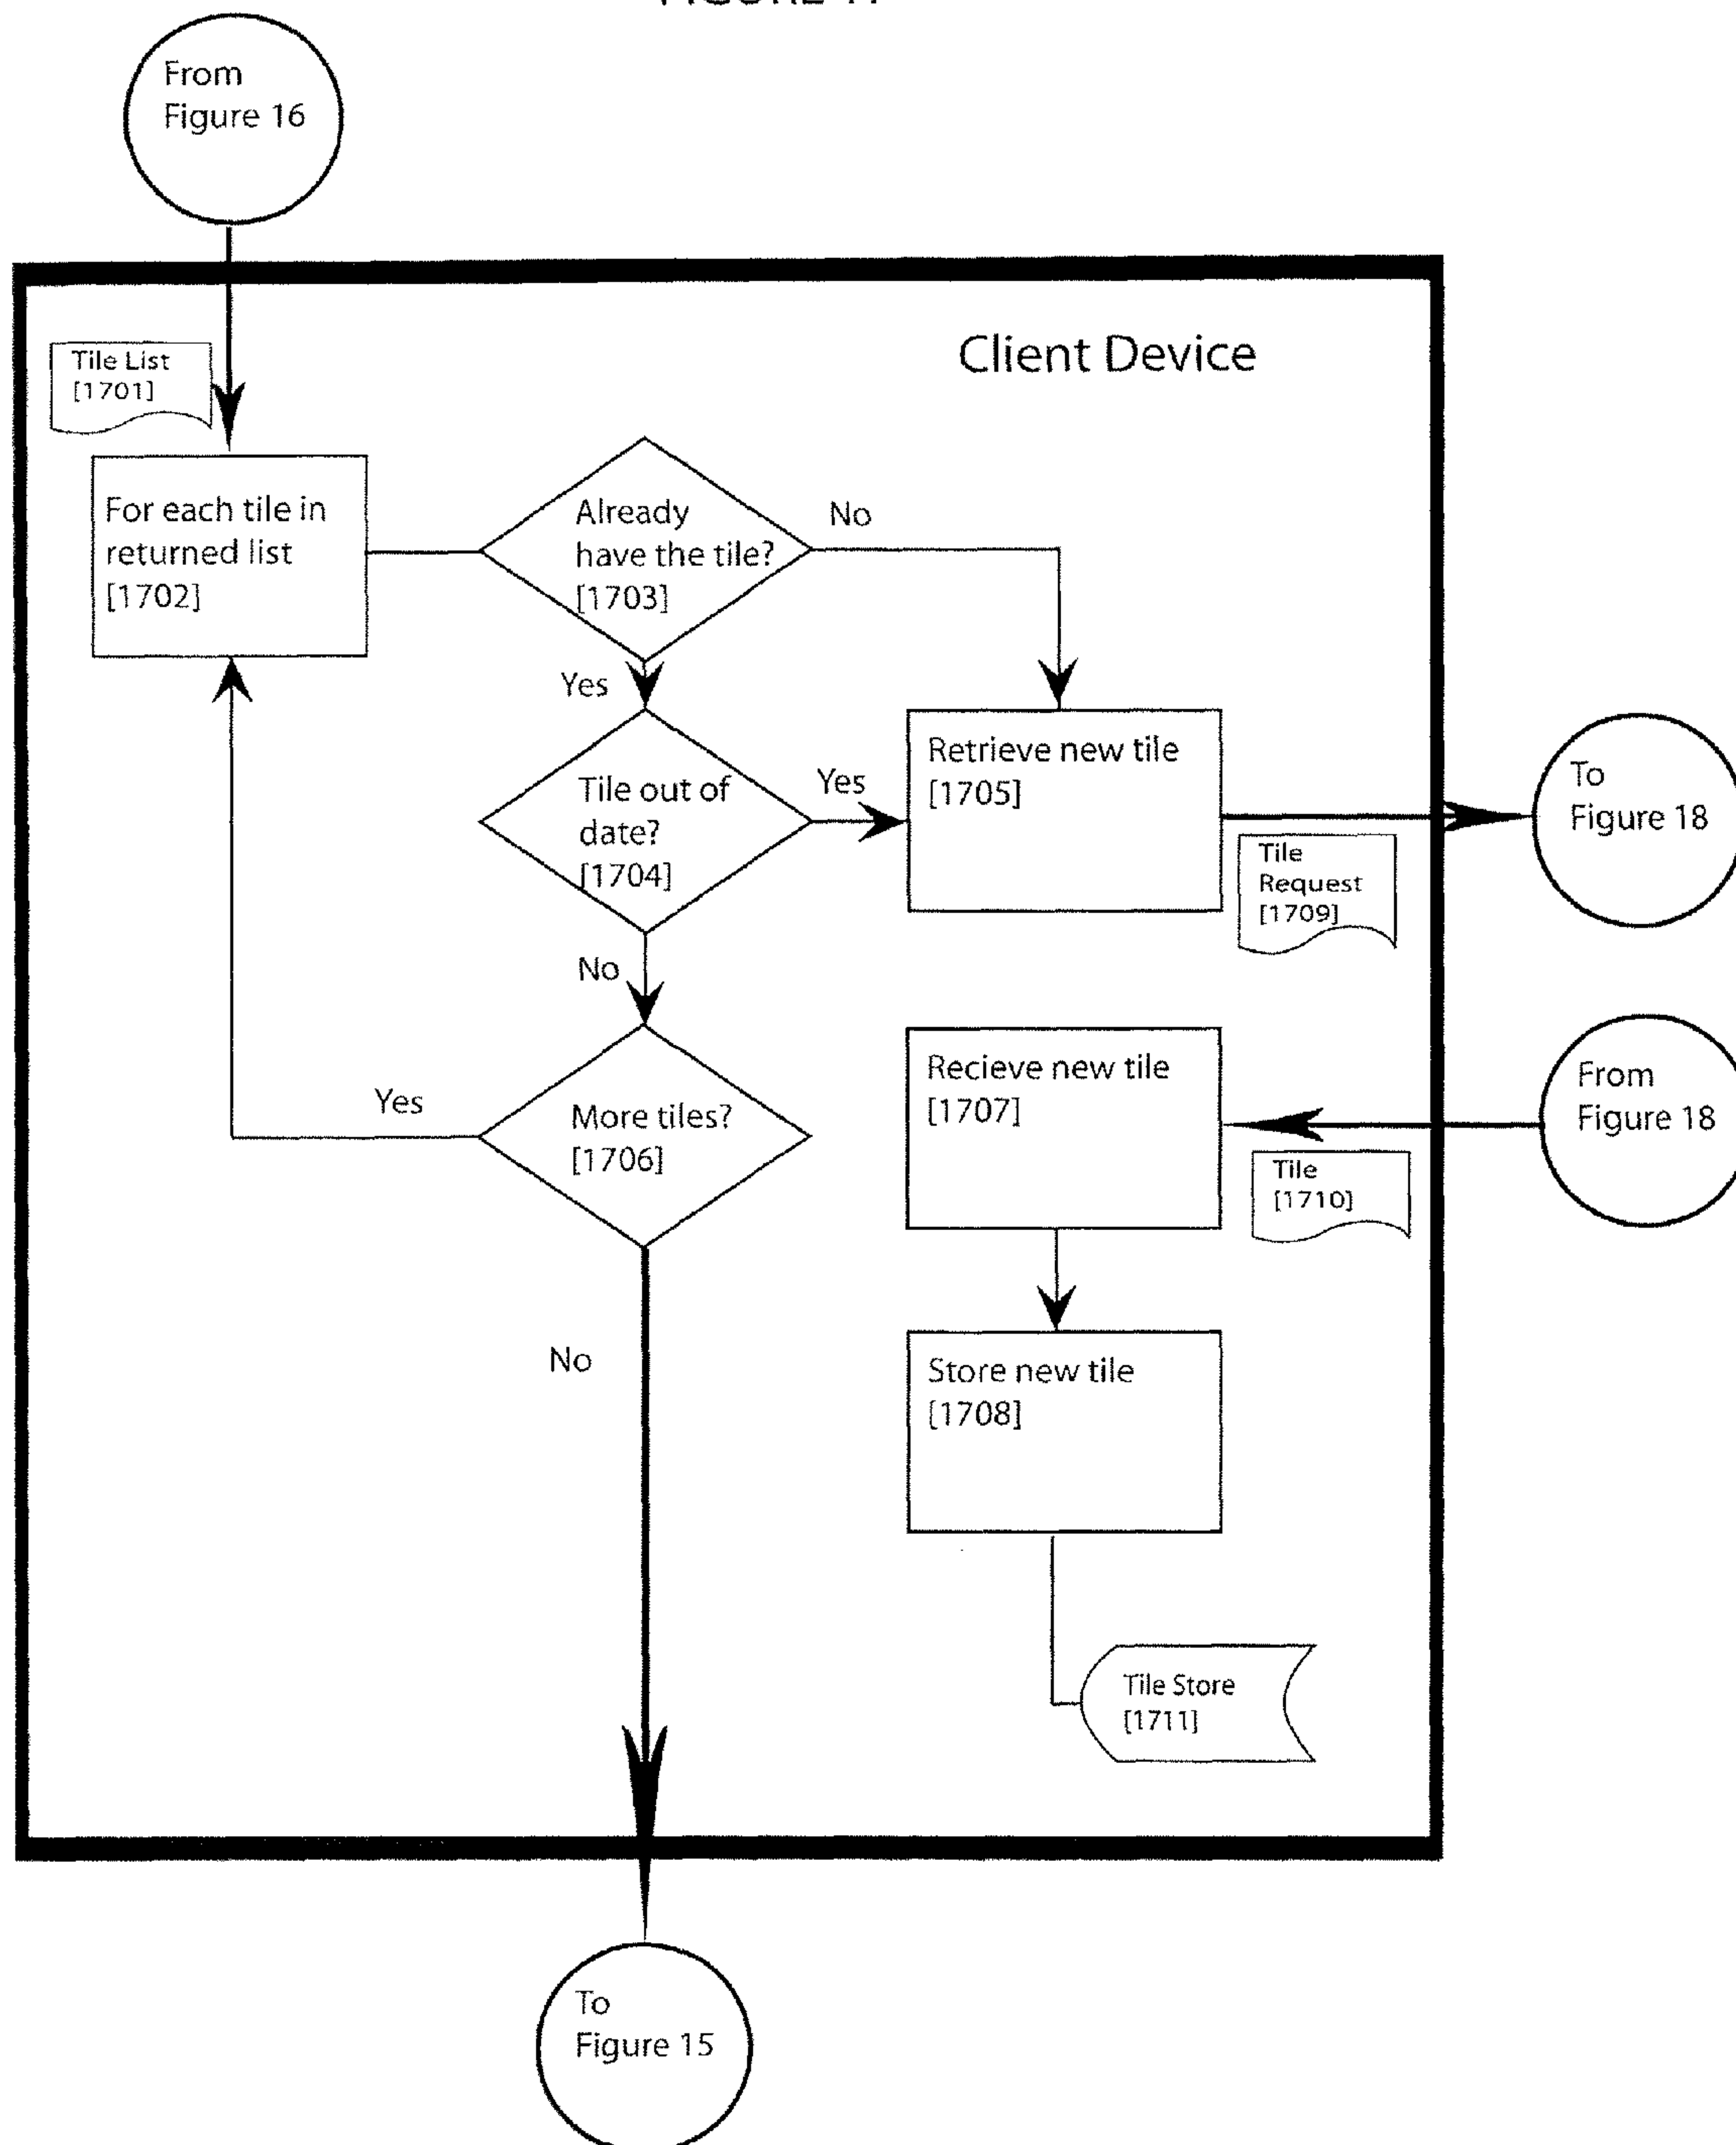 From
Figure 16
Client Device
Tile List
[1701]
For each tile in
returned list
[1702]
Already
have the tile?
[1703]
No
Yes
Tile out of
date?
[1704]
Yes
Retrieve new tile
[1705]
To
Figure 18
Tile
Request
[1709]
No
Recieve new tile
[1707]
From
Figure 18
Yes
More tiles?
[1706]
Tile
[1710]
No
Store new tile
[1708]
Tile Store
[1711]
To
Figure 15